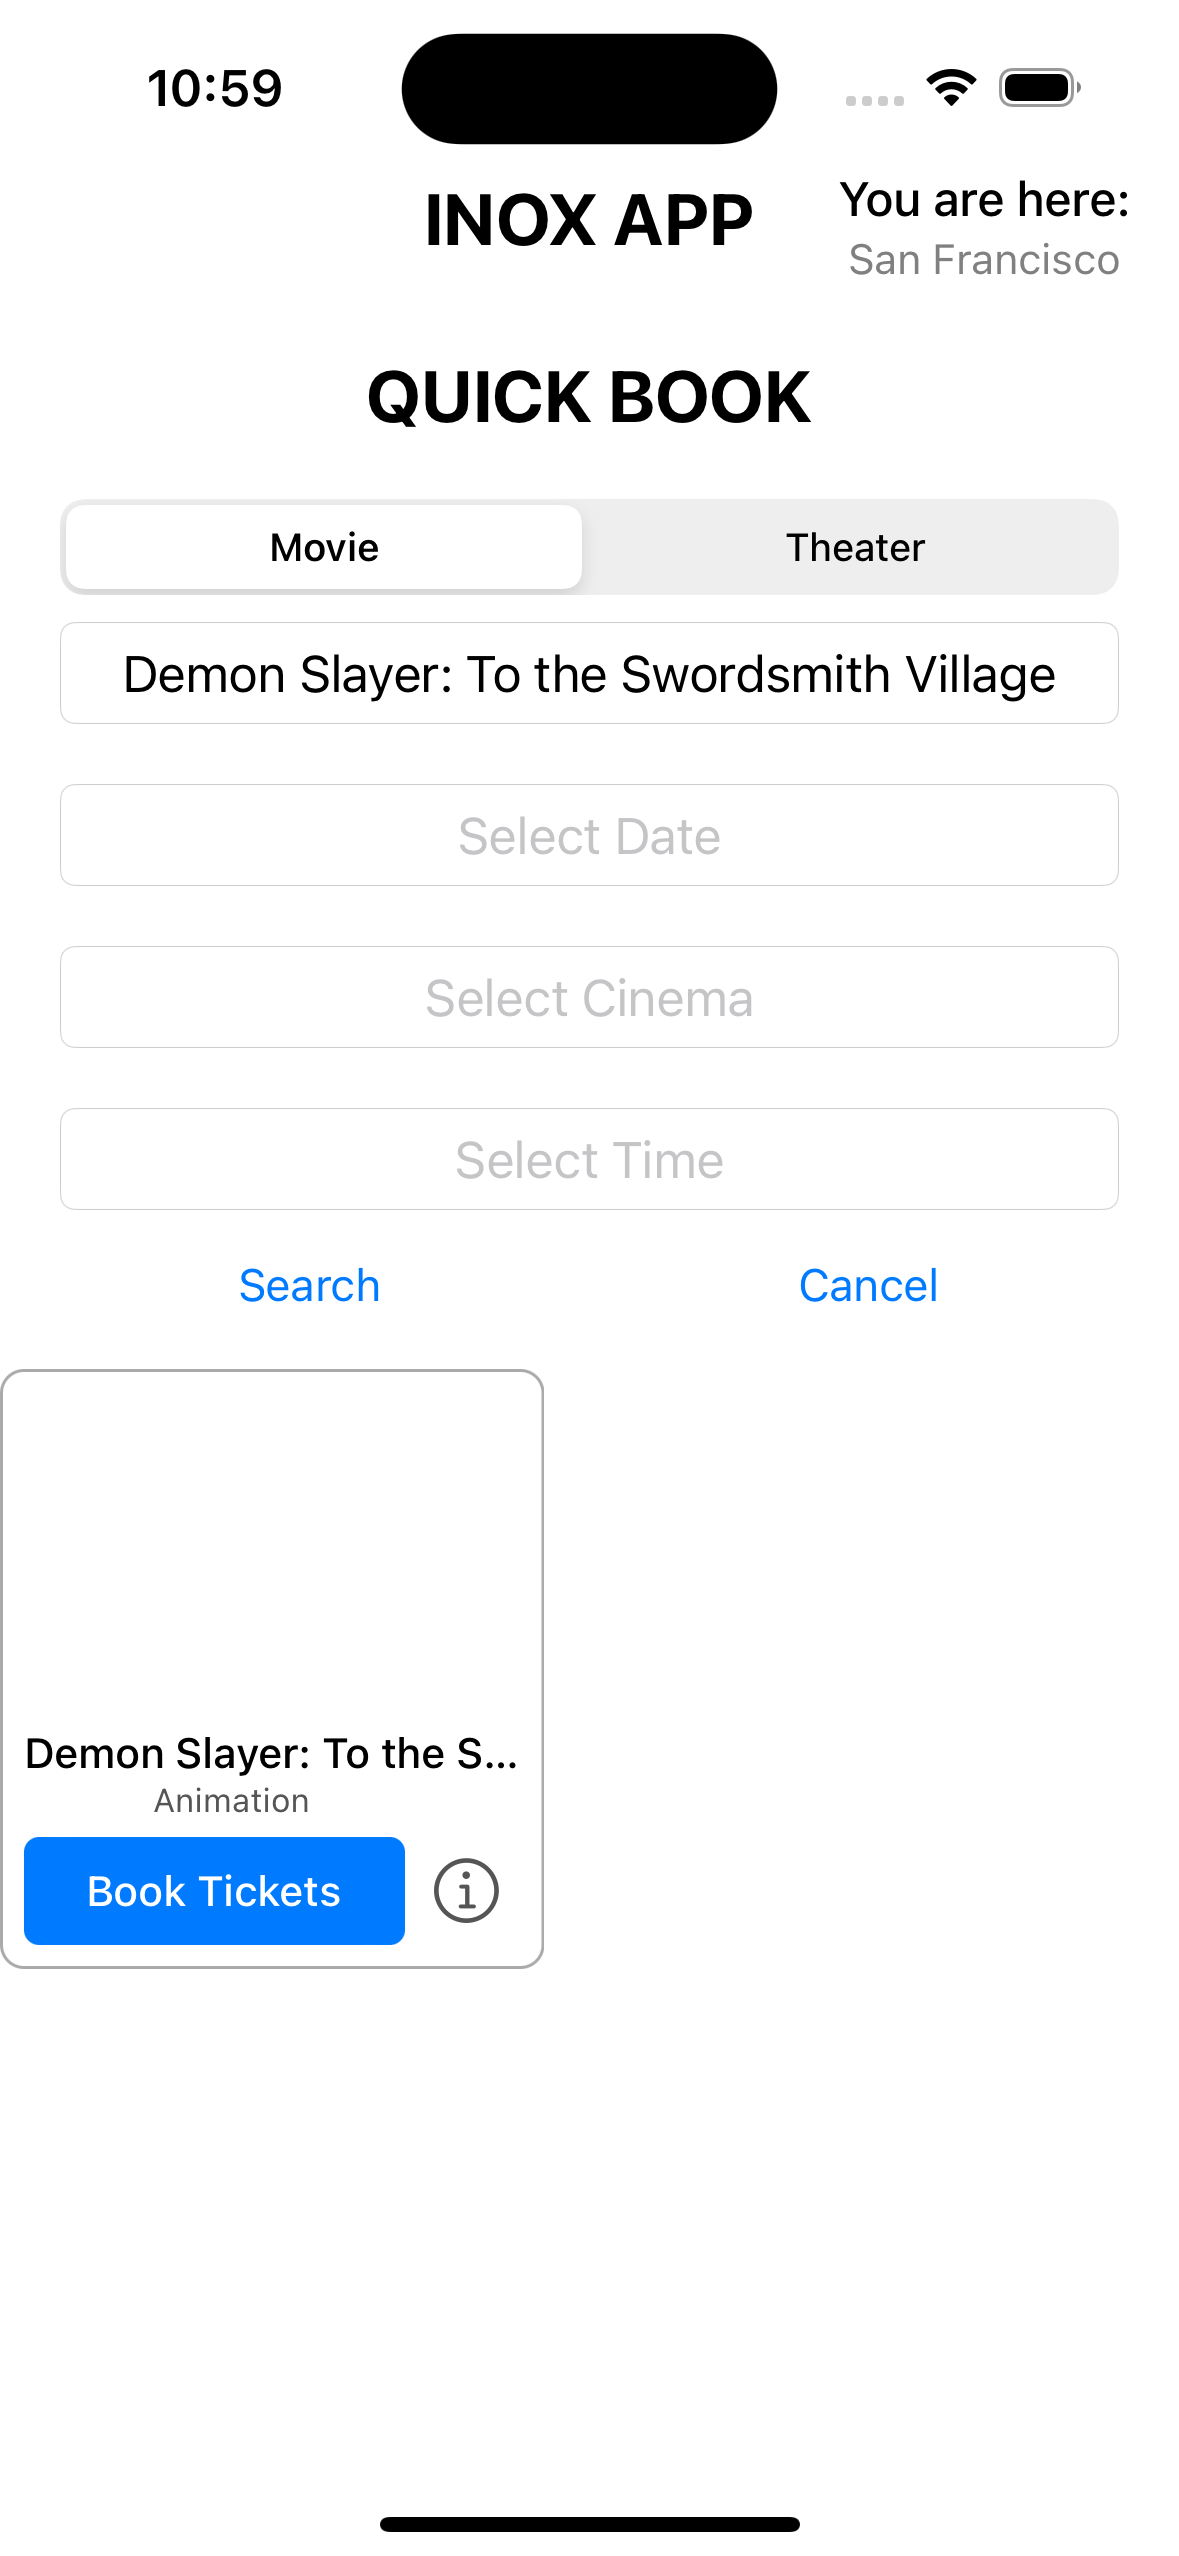 10:59
INOX APP
You are here:
San Francisco
QUICK BOOK
Movie
Theater
Demon Slayer: To the Swordsmith Village
Select Date
Select Cinema
Select Time
Search
Cancel
Demon Slayer: To the S...
Animation
Book Tickets